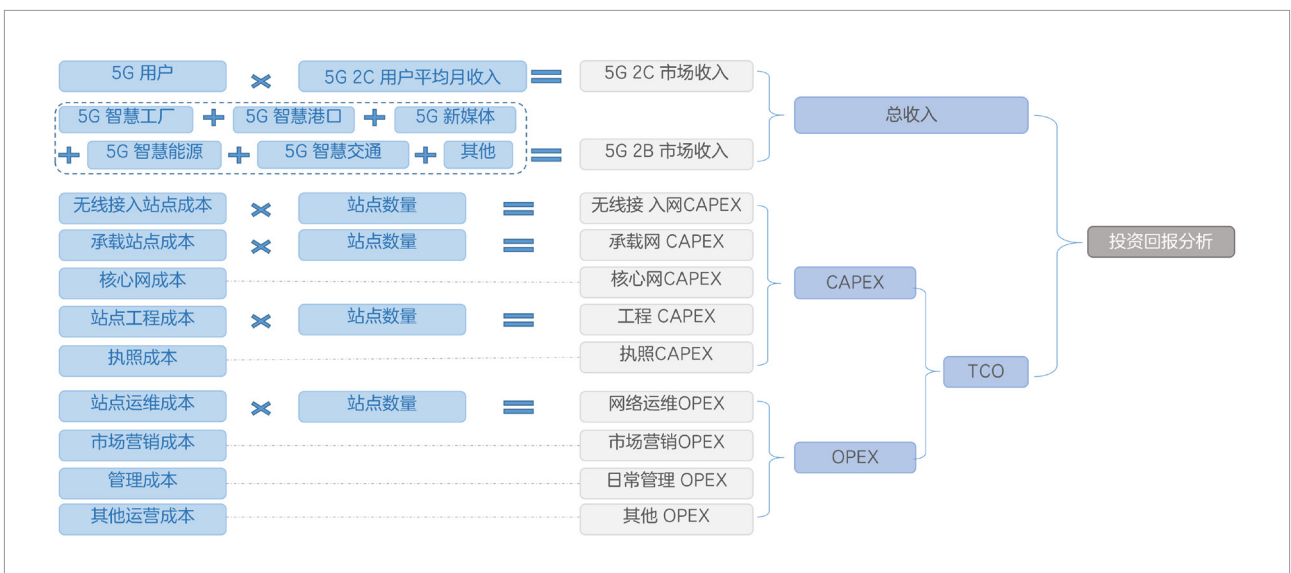 5G 用户 × 5G 2C 用户平均月收入 = 5G 2C 市场收入
5G 智慧工厂 + 5G 智慧港口 + 5G 新媒体
总收入
+ 5G 智慧能源 + 5G 智慧交通 + 其他 = 5G 2B 市场收入
无线接入站点成本 × 站点数量 = 无线接 入网CAPEX
承载站点成本 × 站点数量 = 承载网 CAPEX
投资回报分析
核心网成本 核心网CAPEX
CAPEX
站点工程成本 × 站点数量 = 工程 CAPEX
执照成本 执照CAPEX
TCO
站点运维成本 × 站点数量 = 网络运维OPEX
市场营销成本 市场营销OPEX
OPEX
管理成本 日常管理 OPEX
其他运营成本 其他 OPEX